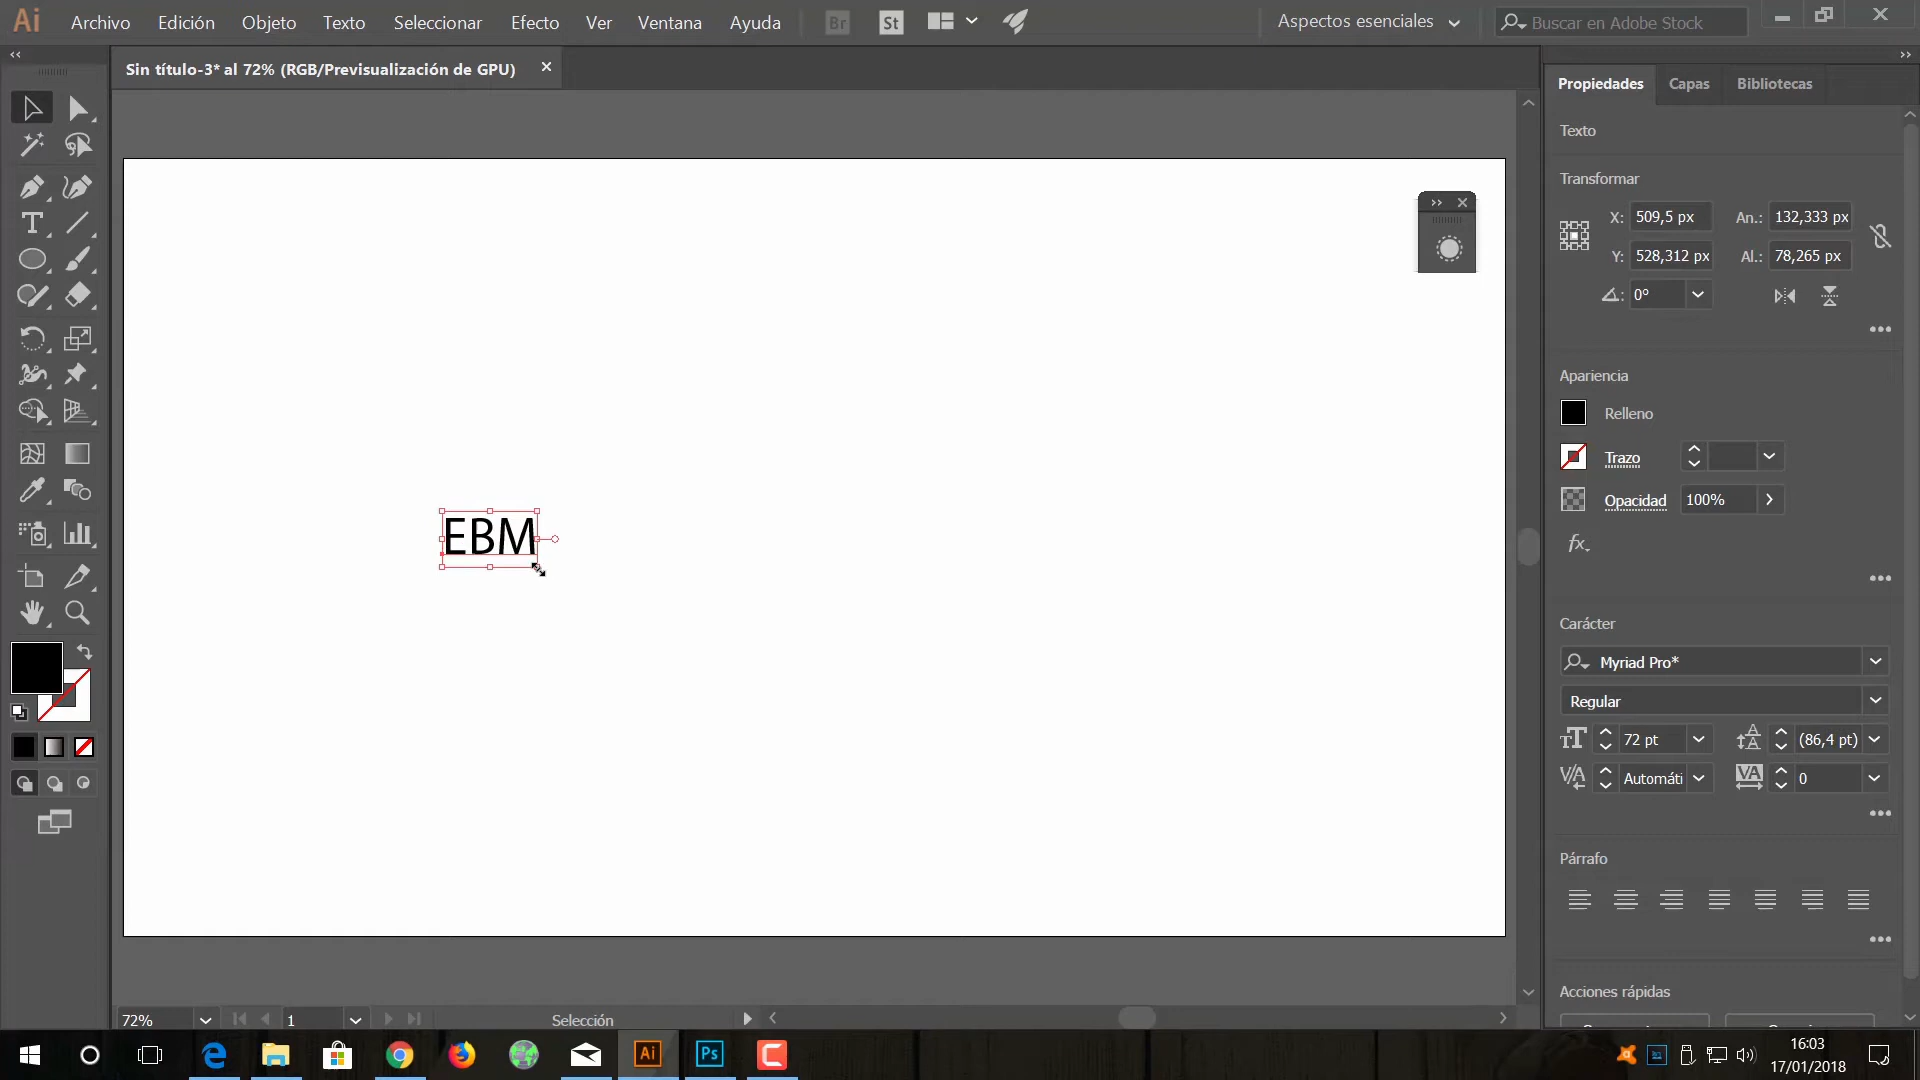 Ai Archivo Edición Objeto Texto Seleccionar Efecto Ver Ventana Ayuda Br St Aspectos esenciales Buscar en Adobe Stock
Sin título-3* al 72% (RGB/Previsualización de GPU)
Propiedades Capas Bibliotecas
Texto
Transformar
X: 509,5 px An.: 132,333 px
Y: 528,312 px Al.: 78,265 px
0°
Apariencia
Relleno
Trazo
Opacidad 100%
fx.
EBM
Carácter
Myriad Pro*
Regular
72 pt (86,4 pt)
Automáti 0
Párrafo
Acciones rápidas
72% 1 Selección
Ai Ps
16:03
17/01/2018